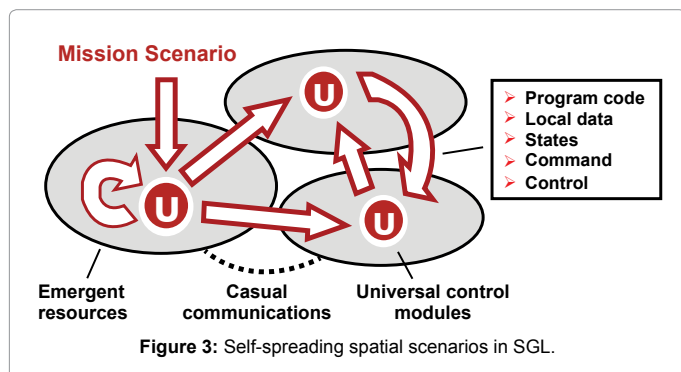 Mission Scenario
U
U
U
Program code
Local data
States
Command
Control
Emergent
resources
Casual
communications
Universal control
modules
Figure 3: Self-spreading spatial scenarios in SGL.